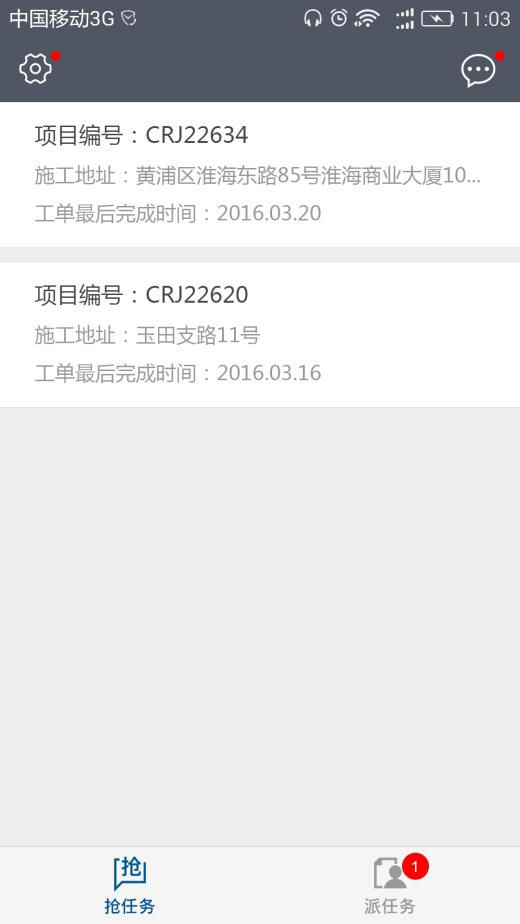 中国移动3G 11:03
项目编号：CRJ22634
施工地址：黄浦区淮海东路85号淮海商业大厦10...
工单最后完成时间：2016.03.20
项目编号：CRJ22620
施工地址：玉田支路11号
工单最后完成时间：2016.03.16
抢 1
抢任务 派任务